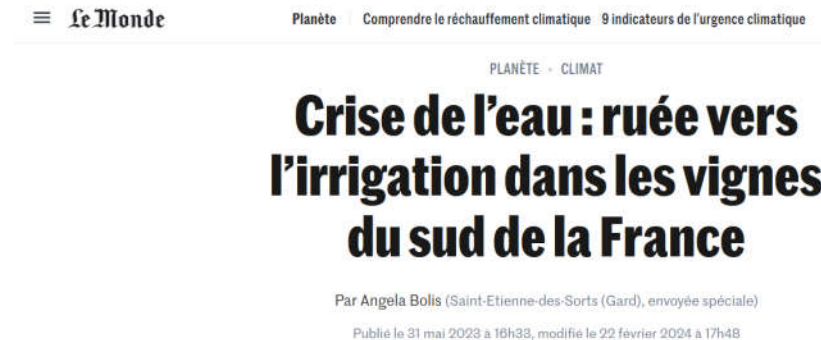 Le Monde
Planète Comprendre le réchauffement climatique 9 indicateurs de l'urgence climatique
PLANÈTE - CLIMAT
Crise de l'eau : ruée vers
l'irrigation dans les vignes
du sud de la France
Par Angela Bolis (Saint-Etienne-des-Sorts (Gard), envoyée spéciale)
Publié le 31 mai 2023 à 16h33, modifié le 22 février 2024 à 17h48